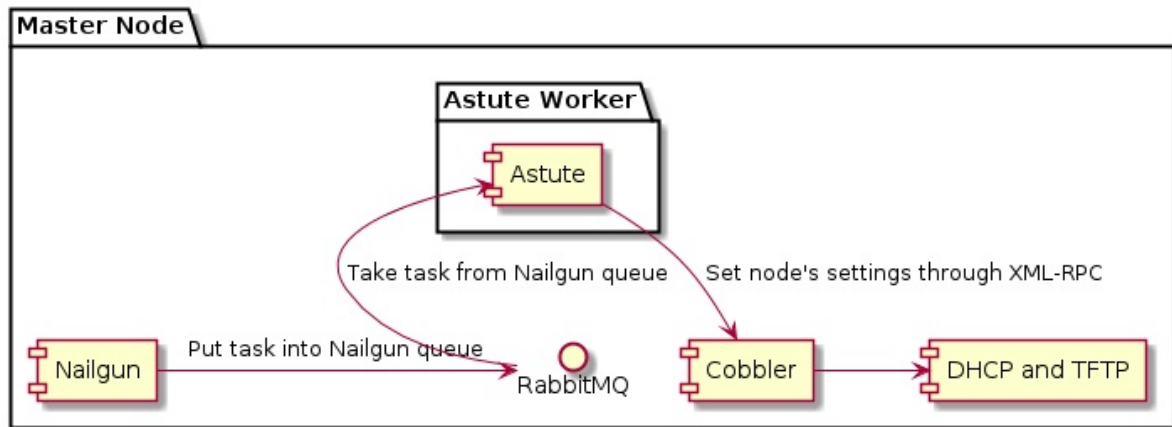 Master Node
Astute Worker
Astute
Take task from Nailgun queue
Set node's settings through XML-RPC
Put task into Nailgun queue
Nailgun
RabbitMQ
Cobbler
DHCP and TFTP